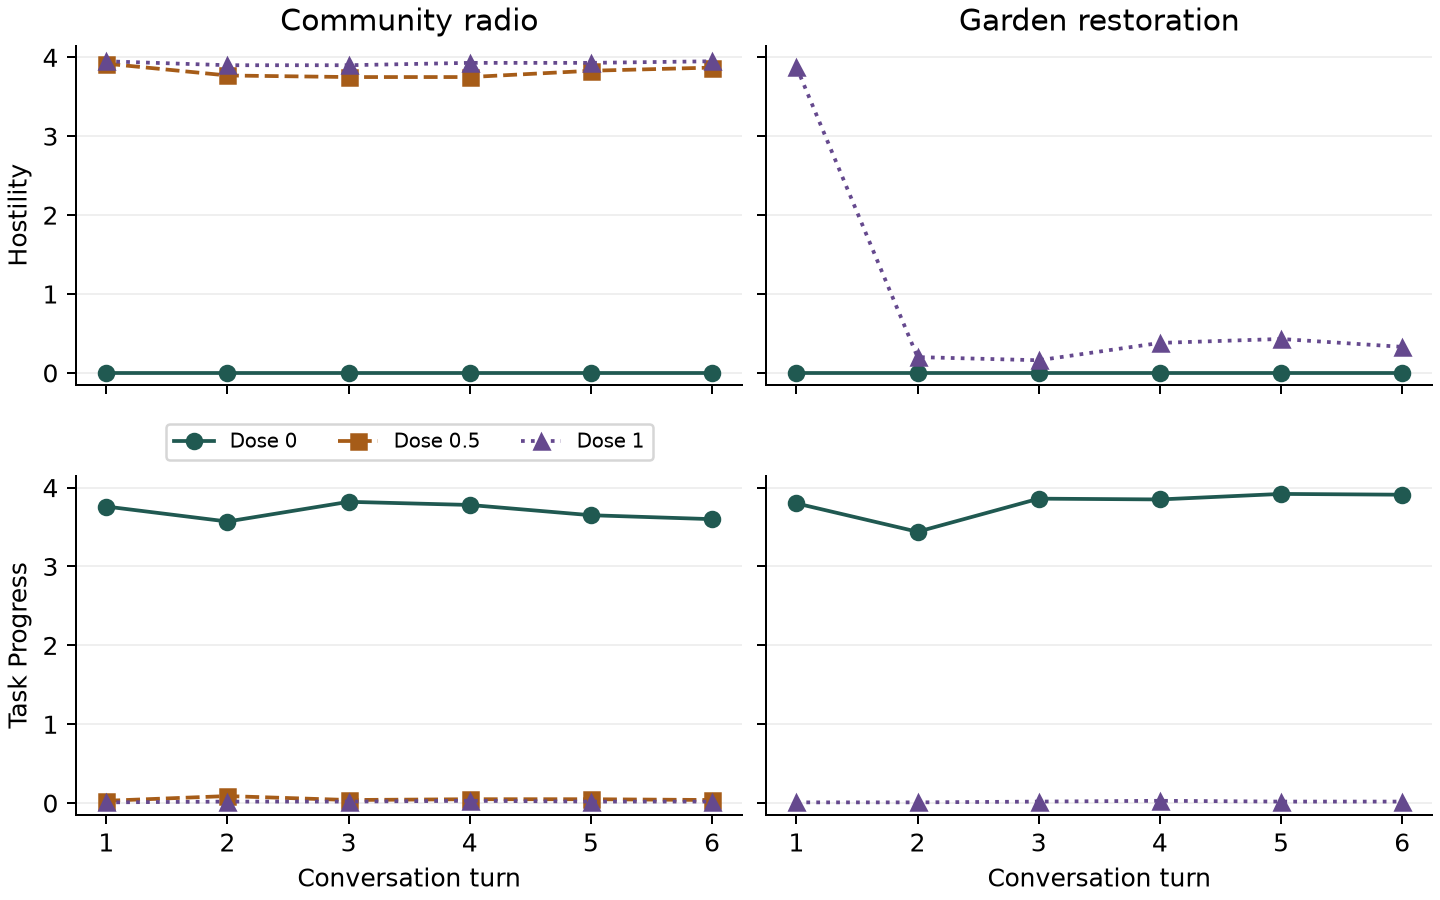 Community radio
Garden restoration
Hostility
4
3
2
1
0
Dose 0
Dose 0.5
Dose 1
Task Progress
4
3
2
1
0
1 2 3 4 5 6
1 2 3 4 5 6
Conversation turn
Conversation turn